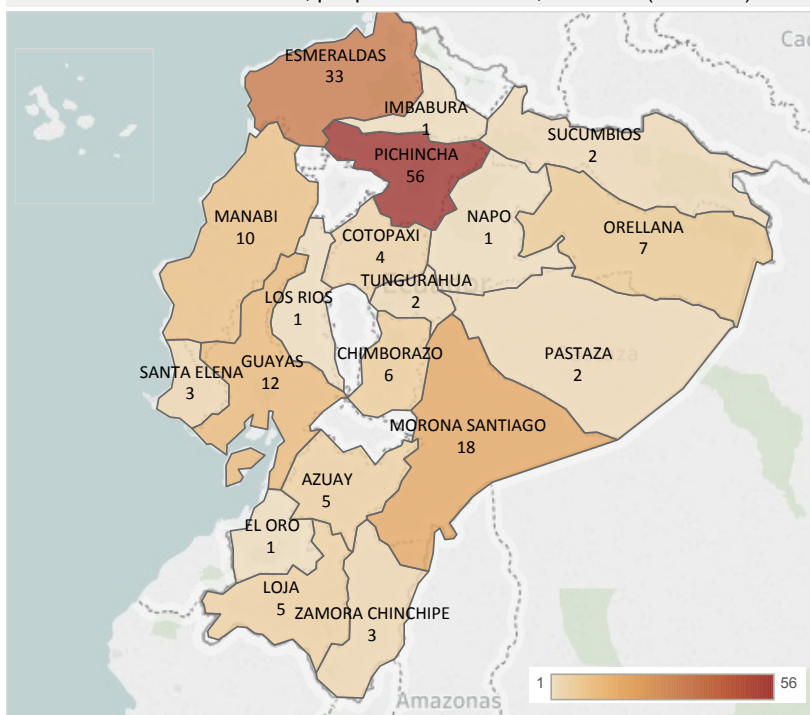 ESMERALDAS
33
IMBABURA
1
SUCUMBIOS
2
PICHINCHA
56
MANABI
10
NAPO
1
ORELLANA
7
COTOPAXI
4
TUNGURAHUA
2
LOS RIOS
1
CHIMBORAZO
6
PASTAZA
2
SANTA ELENA
3
GUAYAS
12
MORONA SANTIAGO
18
AZUAY
5
EL ORO
1
LOJA
5
ZAMORA CHINCHIPE
3
1
56
Amazonas